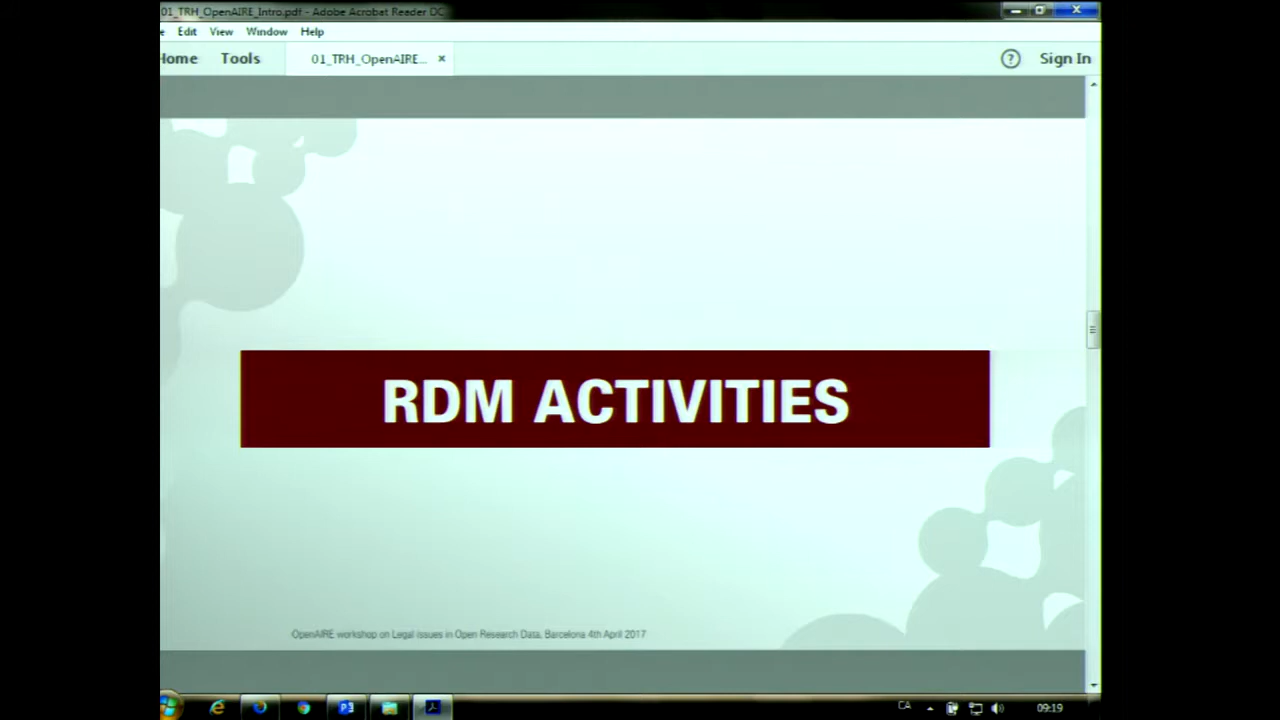 01_TRH_OpenAIRE_Intro.pdf - Adobe Acrobat Reader DC
Edit View Window Help
Home Tools 01_TRH_OpenAIRE... × ? Sign In
RDM ACTIVITIES
OpenAIRE workshop on Legal issues in Open Research Data, Barcelona 4th April 2017
CA 09:19